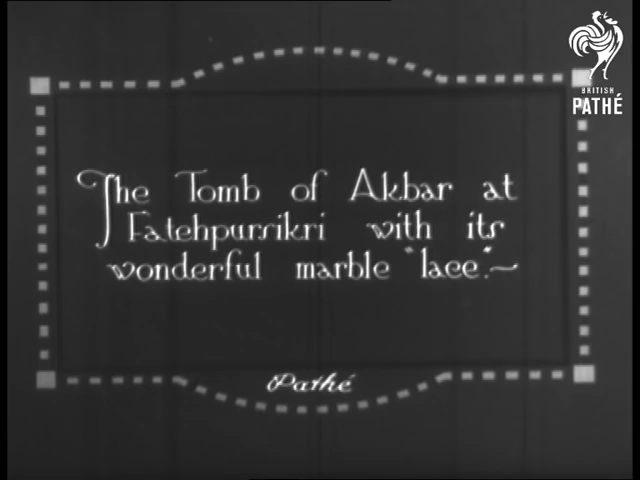 BRITISH
PATHÉ
The Tomb of Akbar at
Fatehpursikri with its
wonderful marble "lace".~
Pathé